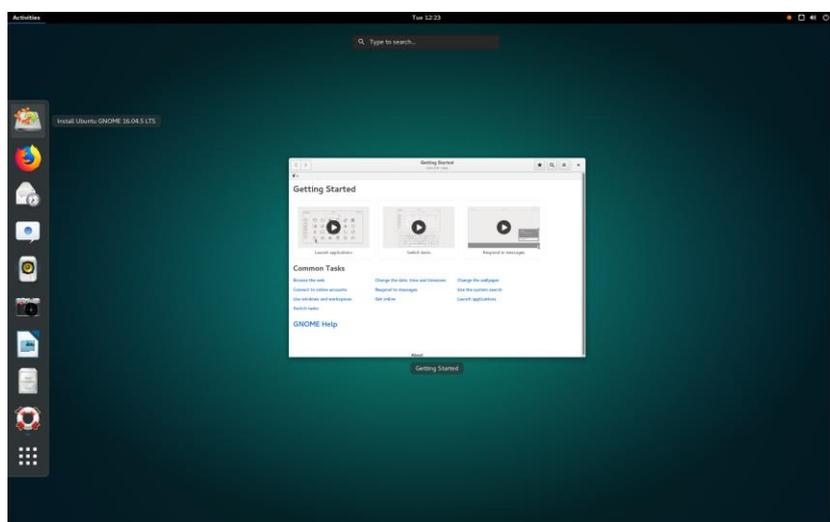 Activities
Tue 12:23
Type to search...
Install Ubuntu GNOME 16.04.5 LTS
Getting Started
Getting Started
Launch applications
Switch tasks
Respond to messages
Common Tasks
Browse the web
Change the date, time and timezone
Change the wallpaper
Connect to online accounts
Respond to messages
Use the system search
Use windows and workspaces
Get online
Launch applications
Switch tasks
GNOME Help
About
Getting Started